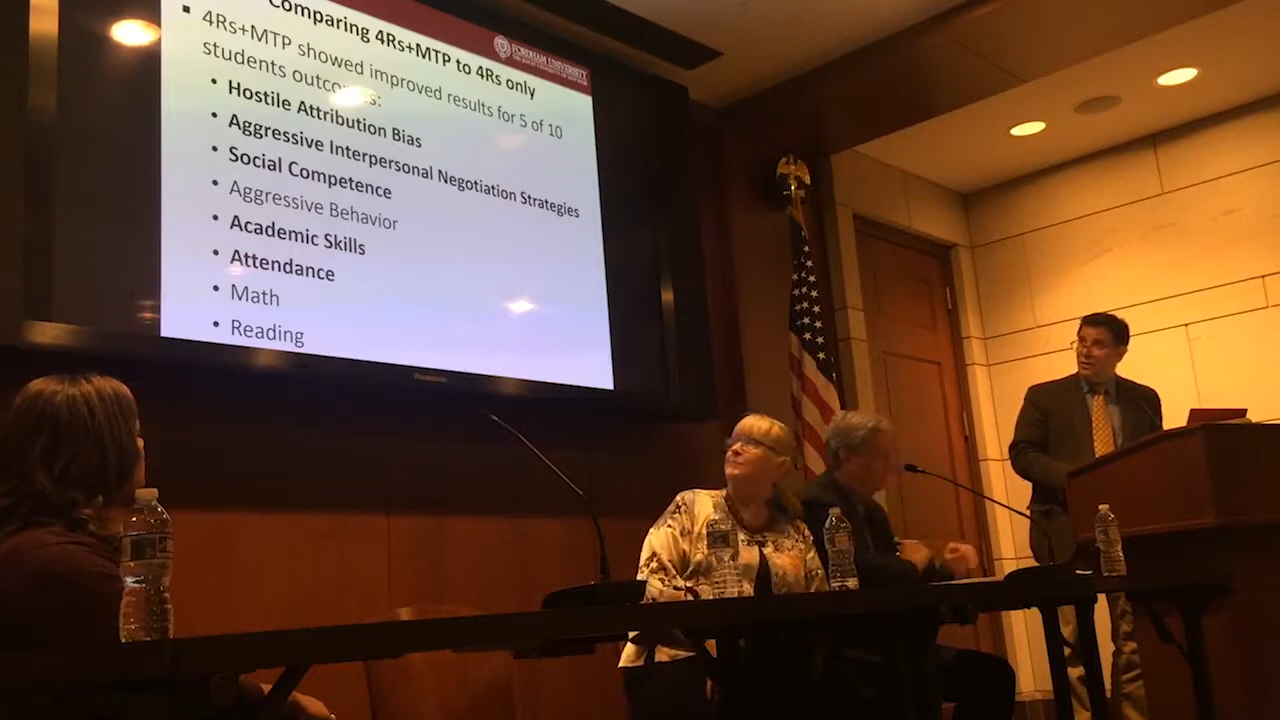 Comparing 4Rs+MTP to 4Rs only
FORDHAM UNIVERSITY
4Rs+MTP showed improved results for 5 of 10
students outcomes:
• Hostile Attribution Bias
• Aggressive Interpersonal Negotiation Strategies
• Social Competence
• Aggressive Behavior
• Academic Skills
• Attendance
• Math
• Reading
Panasonic